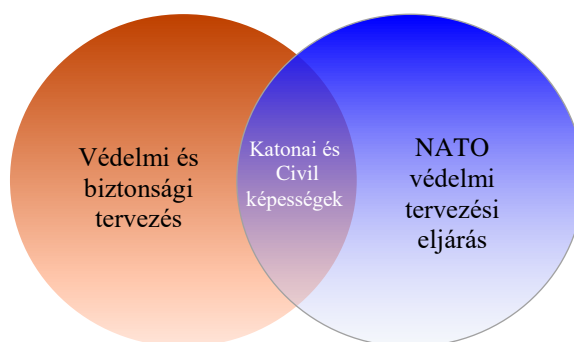 Védelmi és
biztonsági
tervezés
Katonai és
Civil
képességek
NATO
védelmi
tervezési
eljárás